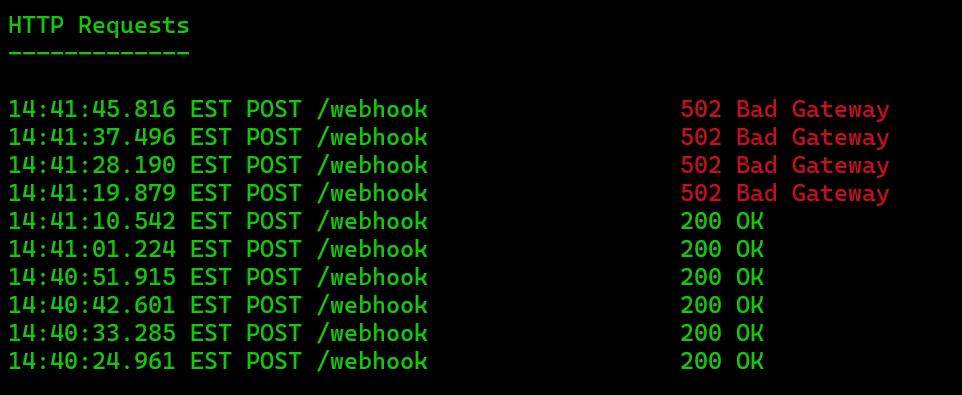 HTTP Requests
-------------
14:41:45.816 EST POST /webhook 502 Bad Gateway
14:41:37.496 EST POST /webhook 502 Bad Gateway
14:41:28.190 EST POST /webhook 502 Bad Gateway
14:41:19.879 EST POST /webhook 502 Bad Gateway
14:41:10.542 EST POST /webhook 200 OK
14:41:01.224 EST POST /webhook 200 OK
14:40:51.915 EST POST /webhook 200 OK
14:40:42.601 EST POST /webhook 200 OK
14:40:33.285 EST POST /webhook 200 OK
14:40:24.961 EST POST /webhook 200 OK